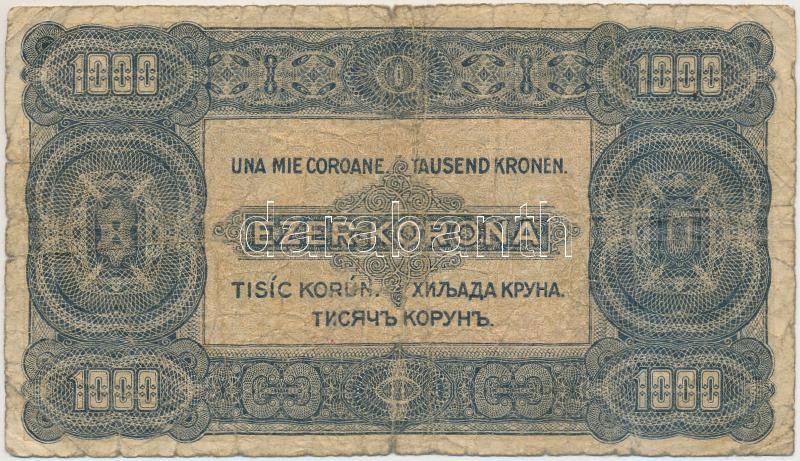 1000 1000
UNA MIE COROANE. TAUSEND KRONEN.
EZER KORONA
darabanth
TISÍC KORÚN. ХИЉАДА КРУНА.
ТИСЯЧЪ КОРУНЪ.
1000 1000